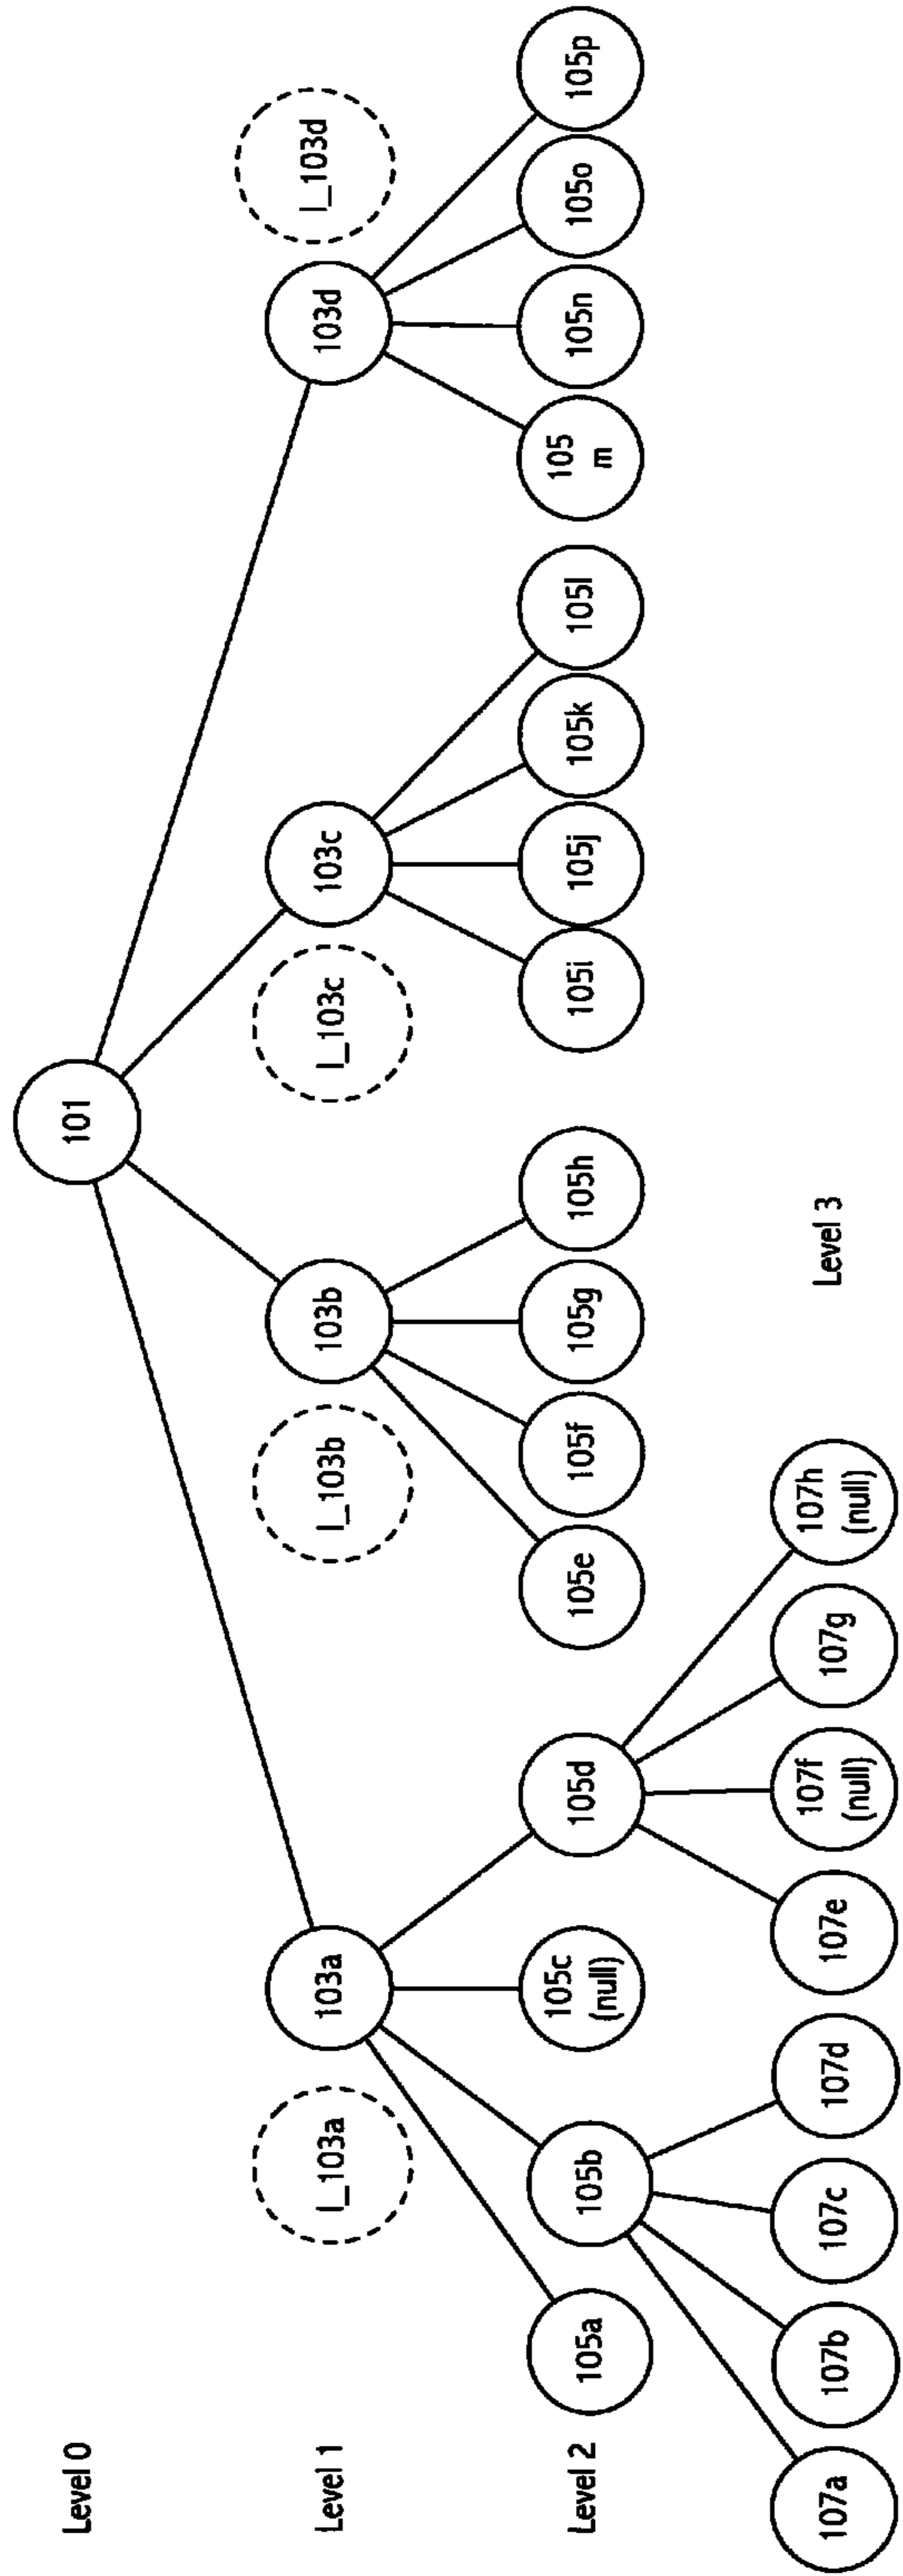 Level 0
101
Level 1
I_103a
103a
I_103b
103b
I_103c
103c
103d
I_103d
Level 2
105a
105b
105c
(null)
105d
105e
105f
105g
105h
105i
105j
105k
105l
105
m
105n
105o
105p
107a
107b
107c
107d
107e
107f
(null)
107g
107h
(null)
Level 3